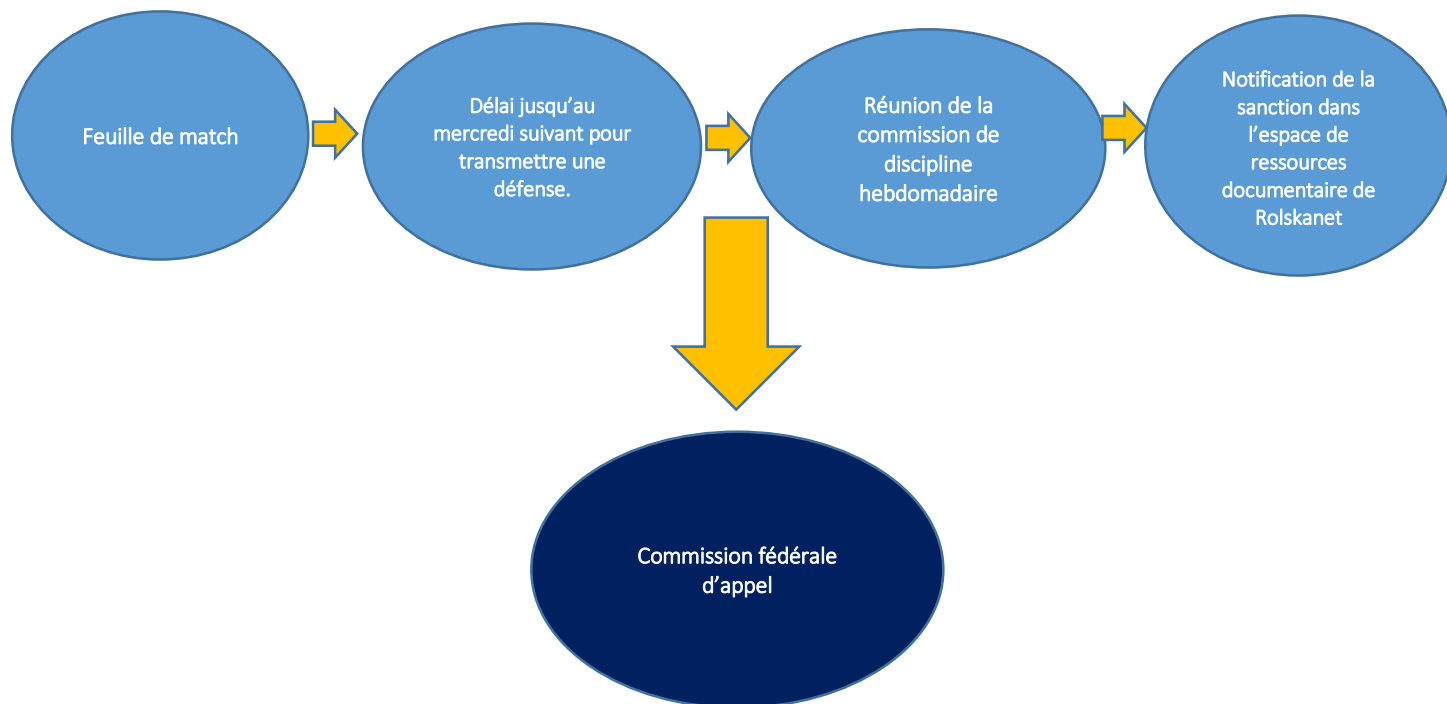 Feuille de match
Délai jusqu’au
mercredi suivant pour
transmettre une
défense.
Réunion de la
commission de
discipline
hebdomadaire
Notification de la
sanction dans
l’espace de
ressources
documentaire de
Rolskanet
Commission fédérale
d’appel